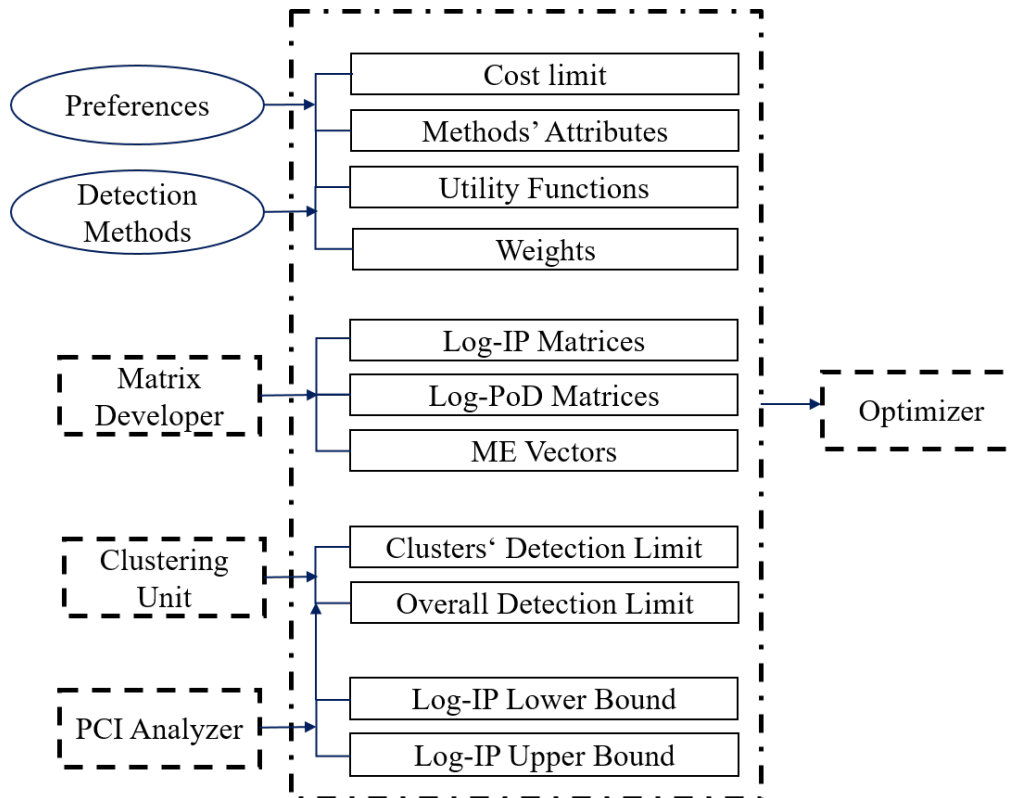 Preferences
Detection
Methods
Cost limit
Methods’ Attributes
Utility Functions
Weights
Matrix
Developer
Log-IP Matrices
Log-PoD Matrices
ME Vectors
Optimizer
Clustering
Unit
Clusters‘ Detection Limit
Overall Detection Limit
PCI Analyzer
Log-IP Lower Bound
Log-IP Upper Bound